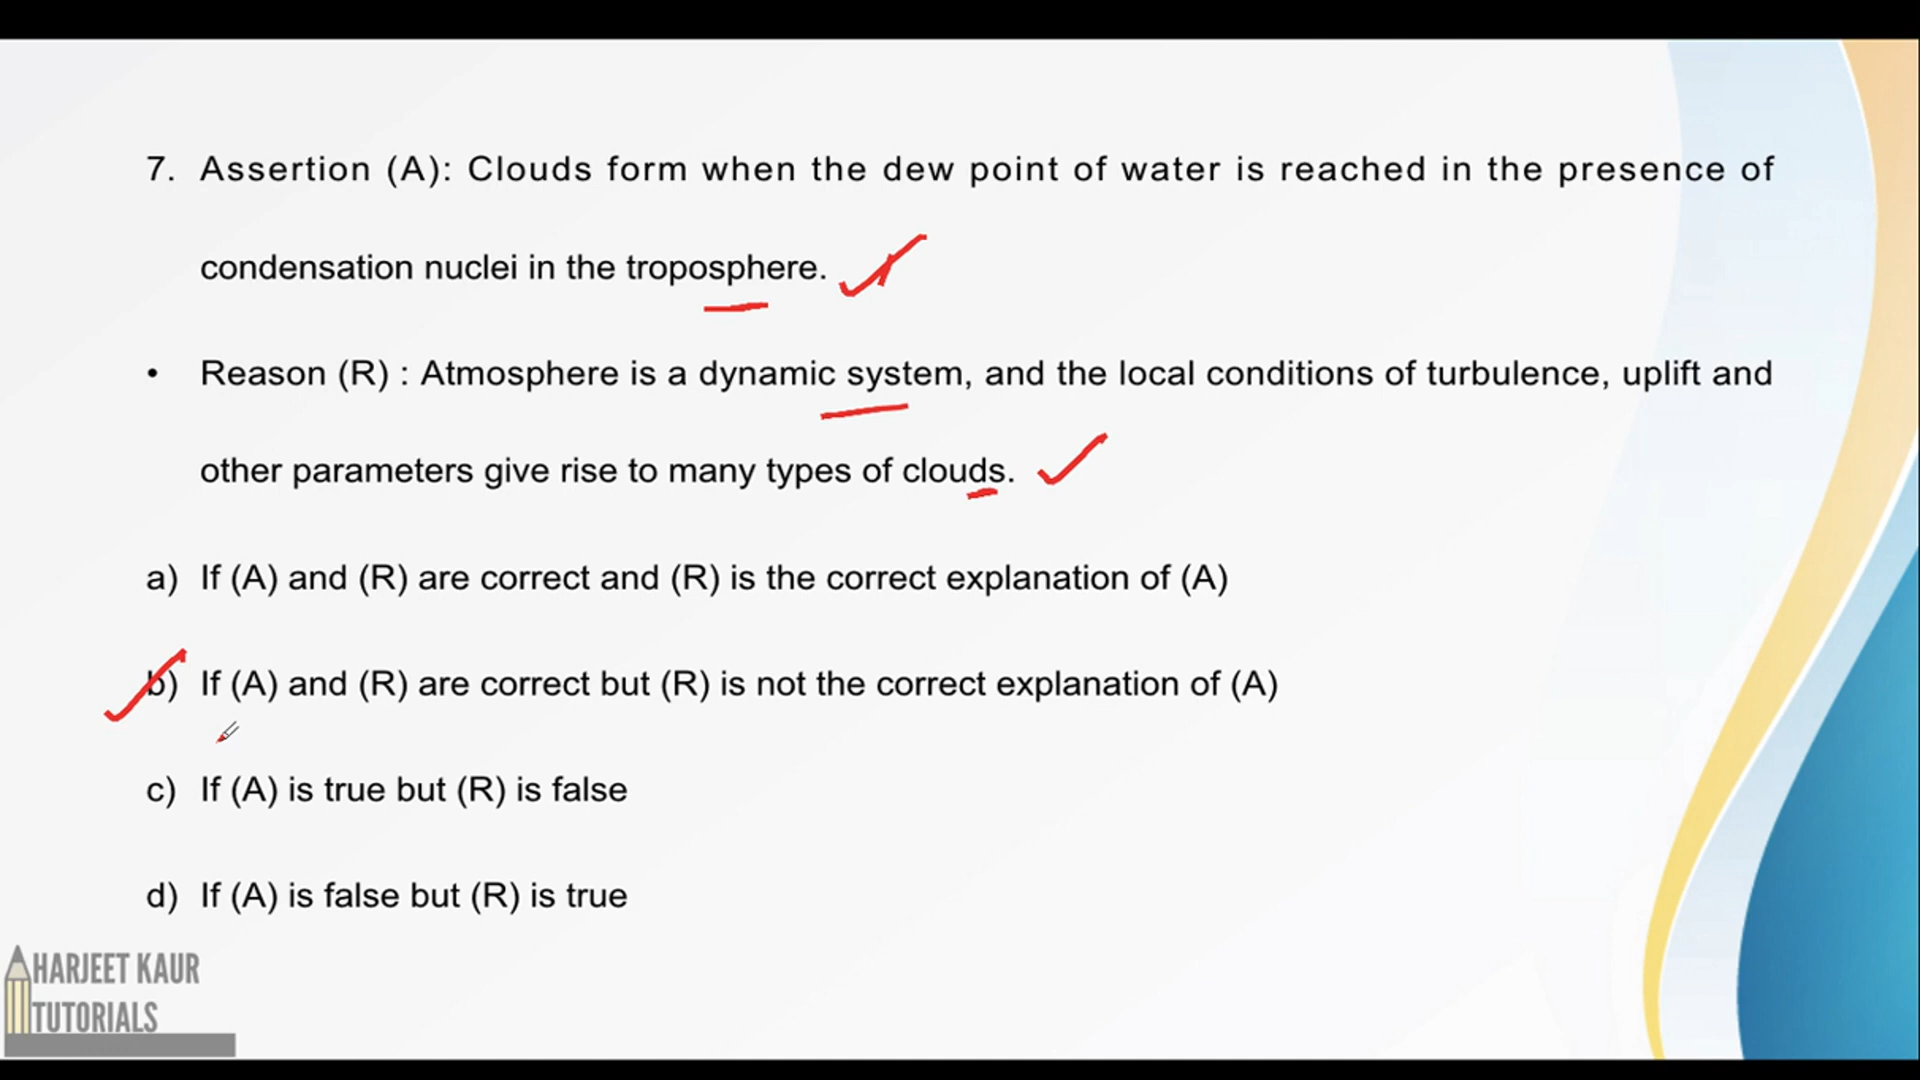 7. Assertion (A): Clouds form when the dew point of water is reached in the presence of
condensation nuclei in the troposphere.
• Reason (R) : Atmosphere is a dynamic system, and the local conditions of turbulence, uplift and
other parameters give rise to many types of clouds.
a) If (A) and (R) are correct and (R) is the correct explanation of (A)
b) If (A) and (R) are correct but (R) is not the correct explanation of (A)
c) If (A) is true but (R) is false
d) If (A) is false but (R) is true
HARJEET KAUR
TUTORIALS